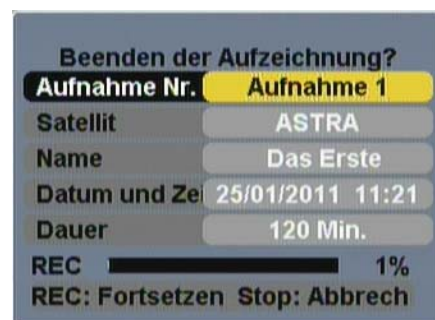 Beenden der Aufzeichnung?
Aufnahme Nr. Aufnahme 1
Satellit ASTRA
Name Das Erste
Datum und Zei 25/01/2011 11:21
Dauer 120 Min.
REC 1%
REC: Fortsetzen Stop: Abbrech